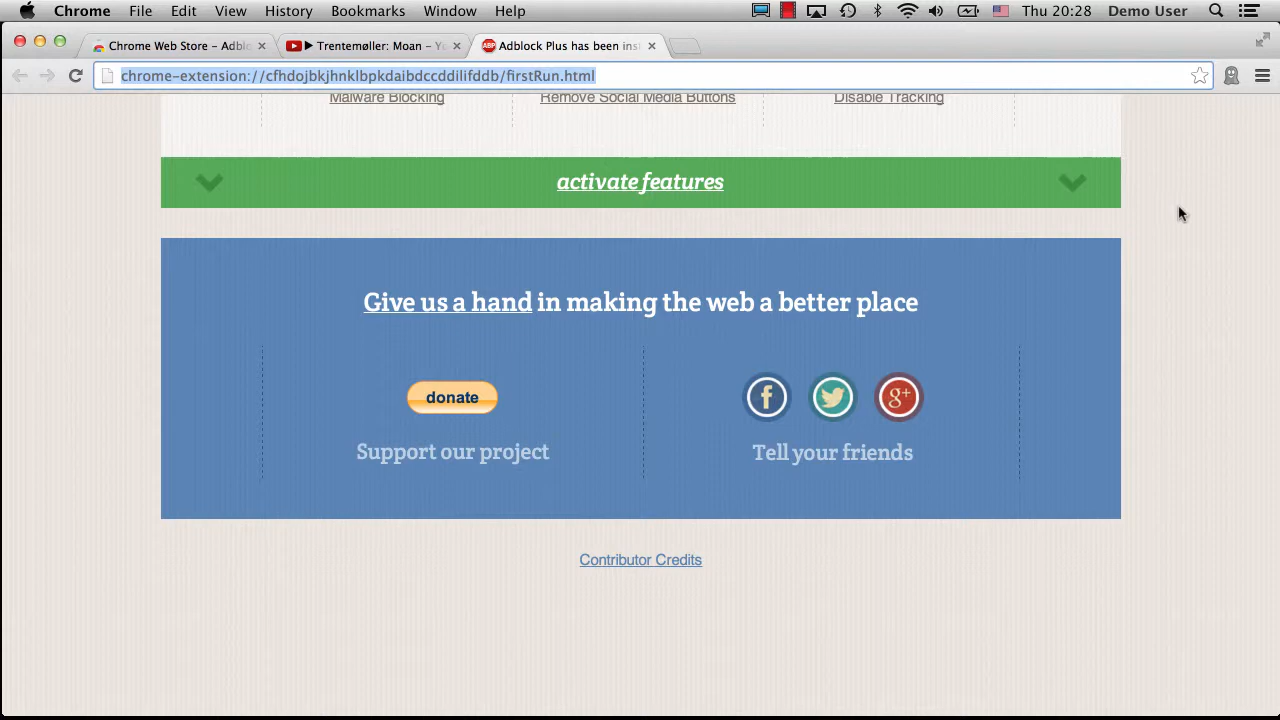 Chrome File Edit View History Bookmarks Window Help Thu 20:28 Demo User
Chrome Web Store - Adbl
Trentemøller: Moan - Yo
ABP Adblock Plus has been inst
chrome-extension://cfhdojbkjhnklbpkdaibdccddilifddb/firstRun.html
Malware Blocking Remove Social Media Buttons Disable Tracking
activate features
Give us a hand in making the web a better place
donate
f g+
Support our project Tell your friends
Contributor Credits